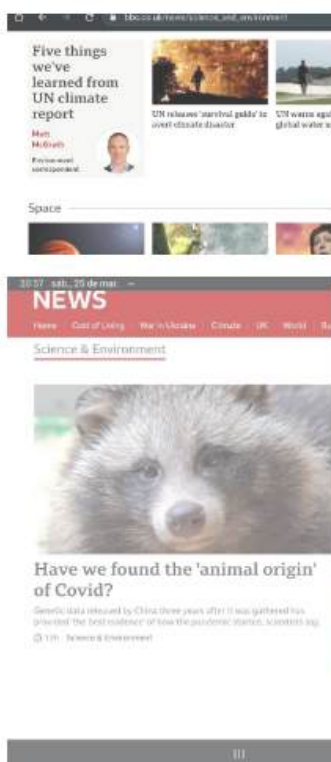 bbc.co.uk/news/science_and_environment
Five things
we've
learned from
UN climate
report
Matt
McGrath
Environment
correspondent
UN releases 'survival guide' to
avert climate disaster
UN warns
global water
Space
20:57 sáb., 25 de mar.
NEWS
Home Cost of Living War in Ukraine Climate UK World
Science & Environment
Have we found the 'animal origin'
of Covid?
Genetic data released by China three years after it was gathered has
provided the best evidence of how the pandemic started, scientists say.
Science & Environment